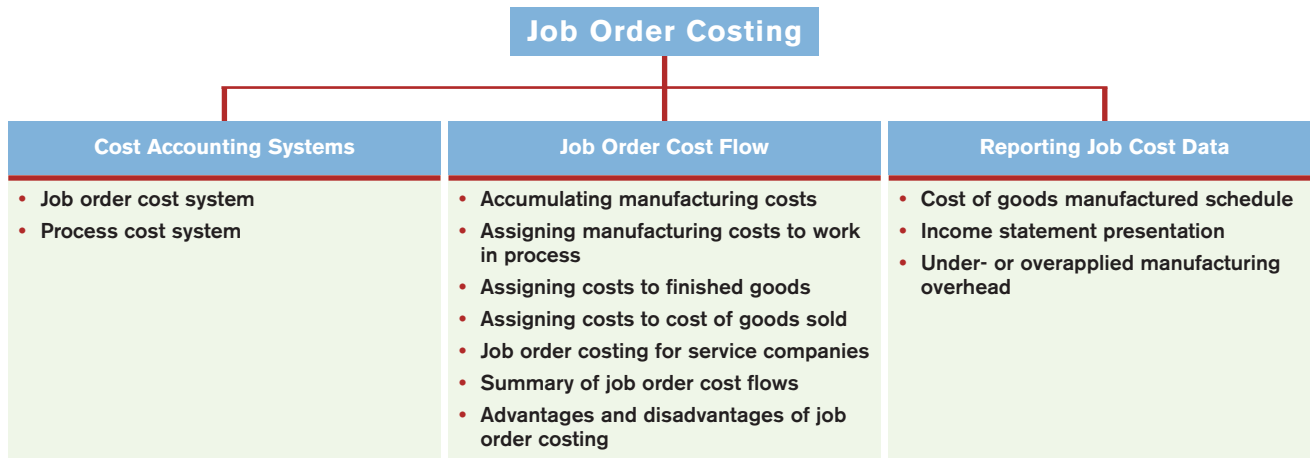 Job Order Costing
Cost Accounting Systems
• Job order cost system
• Process cost system
Job Order Cost Flow
• Accumulating manufacturing costs
• Assigning manufacturing costs to work
in process
• Assigning costs to finished goods
• Assigning costs to cost of goods sold
• Job order costing for service companies
• Summary of job order cost flows
• Advantages and disadvantages of job
order costing
Reporting Job Cost Data
• Cost of goods manufactured schedule
• Income statement presentation
• Under- or overapplied manufacturing
overhead